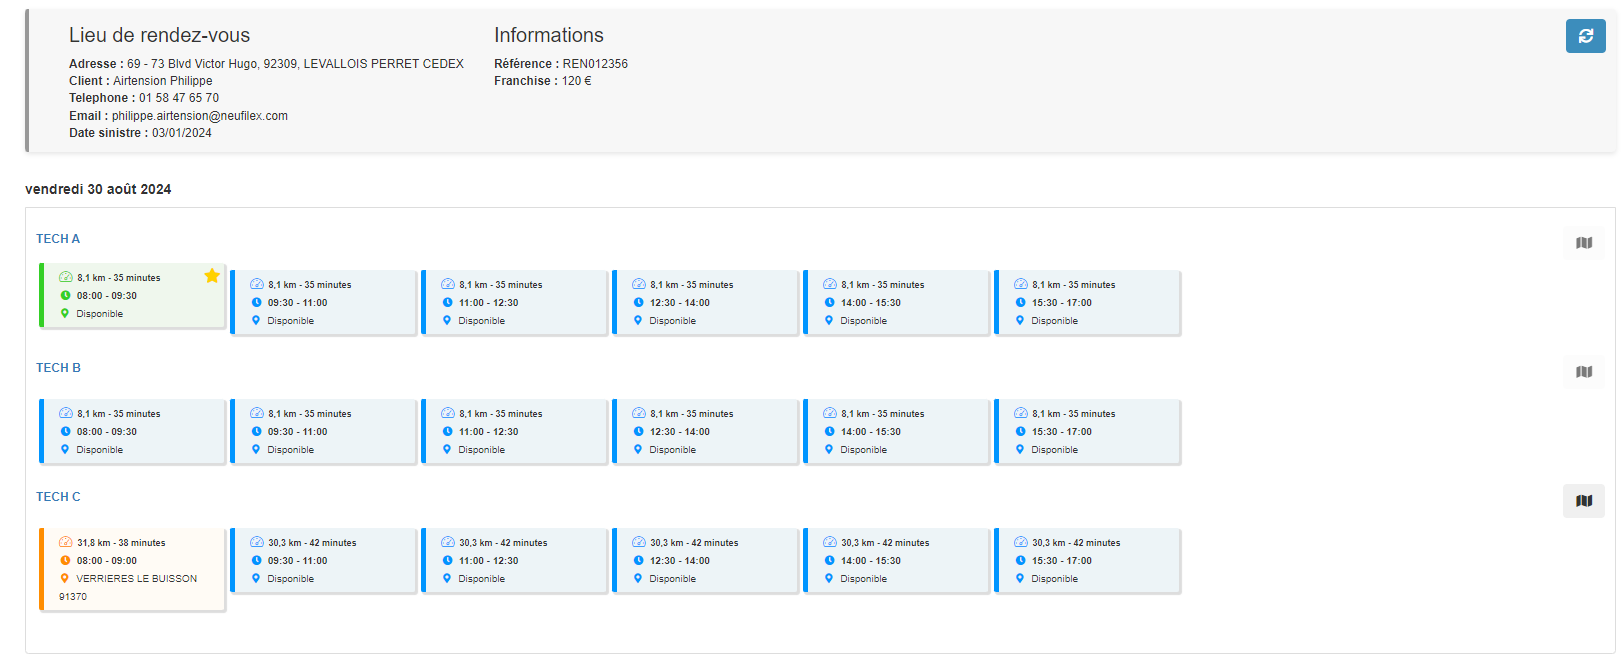 Lieu de rendez-vous
Adresse : 69 - 73 Blvd Victor Hugo, 92309, LEVALLOIS PERRET CEDEX
Client : Airtension Philippe
Telephone : 01 58 47 65 70
Email : philippe.airtension@neufilex.com
Date sinistre : 03/01/2024
Informations
Référence : REN012356
Franchise : 120 €
vendredi 30 août 2024
TECH A
8,1 km - 35 minutes
08:00 - 09:30
Disponible
8,1 km - 35 minutes
09:30 - 11:00
Disponible
8,1 km - 35 minutes
11:00 - 12:30
Disponible
8,1 km - 35 minutes
12:30 - 14:00
Disponible
8,1 km - 35 minutes
14:00 - 15:30
Disponible
8,1 km - 35 minutes
15:30 - 17:00
Disponible
TECH B
8,1 km - 35 minutes
08:00 - 09:30
Disponible
8,1 km - 35 minutes
09:30 - 11:00
Disponible
8,1 km - 35 minutes
11:00 - 12:30
Disponible
8,1 km - 35 minutes
12:30 - 14:00
Disponible
8,1 km - 35 minutes
14:00 - 15:30
Disponible
8,1 km - 35 minutes
15:30 - 17:00
Disponible
TECH C
31,8 km - 38 minutes
08:00 - 09:00
VERRIERES LE BUISSON
91370
30,3 km - 42 minutes
09:30 - 11:00
Disponible
30,3 km - 42 minutes
11:00 - 12:30
Disponible
30,3 km - 42 minutes
12:30 - 14:00
Disponible
30,3 km - 42 minutes
14:00 - 15:30
Disponible
30,3 km - 42 minutes
15:30 - 17:00
Disponible